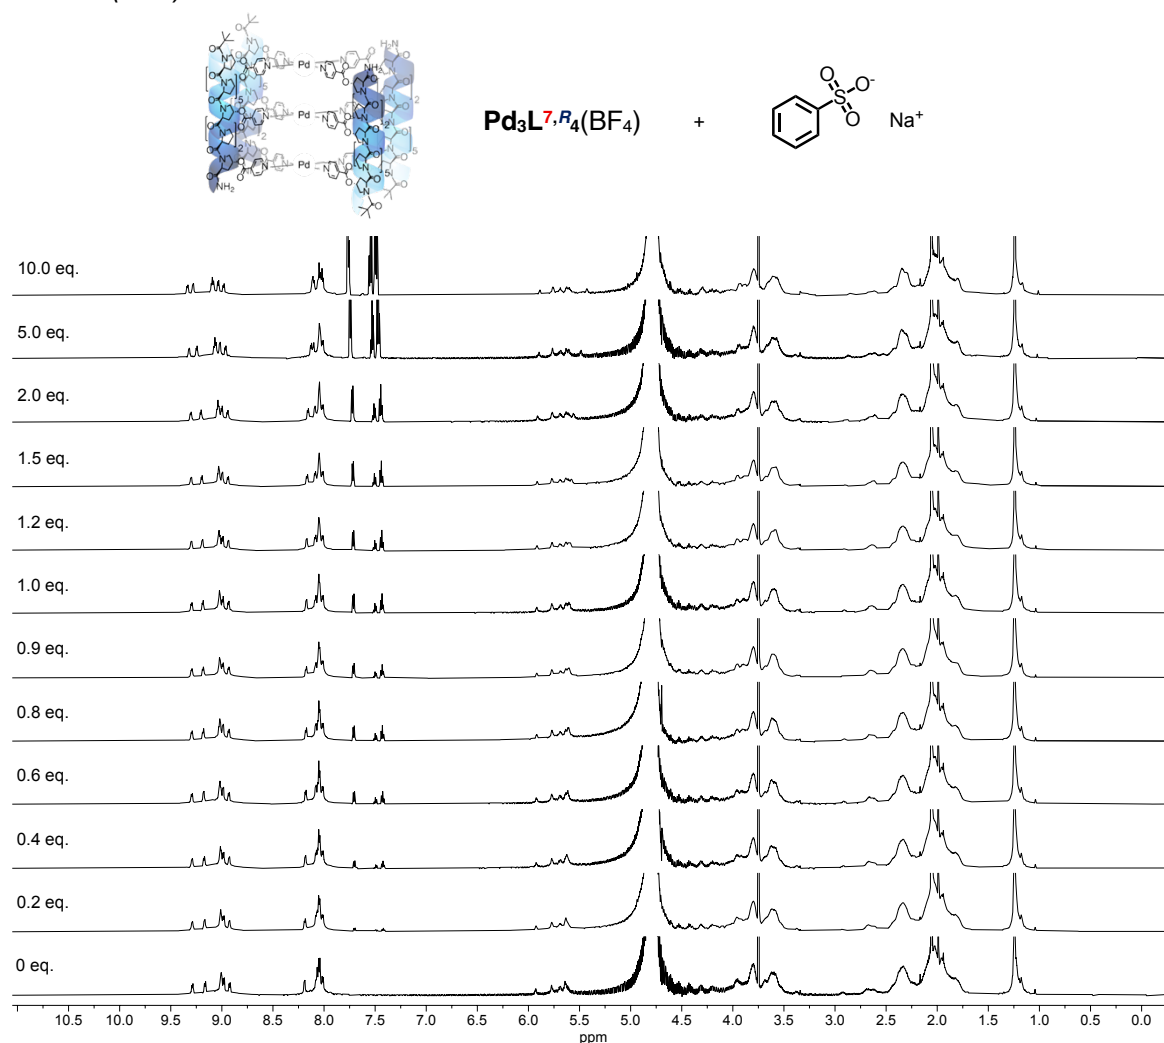 Pd₃L⁷,ᴿ₄(BF₄) + O O⁻ S O Na⁺
Pd
Pd
Pd
NH₂
10.0 eq.
5.0 eq.
2.0 eq.
1.5 eq.
1.2 eq.
1.0 eq.
0.9 eq.
0.8 eq.
0.6 eq.
0.4 eq.
0.2 eq.
0 eq.
10.5 10.0 9.5 9.0 8.5 8.0 7.5 7.0 6.5 6.0 5.5 5.0 4.5 4.0 3.5 3.0 2.5 2.0 1.5 1.0 0.5 0.0
ppm